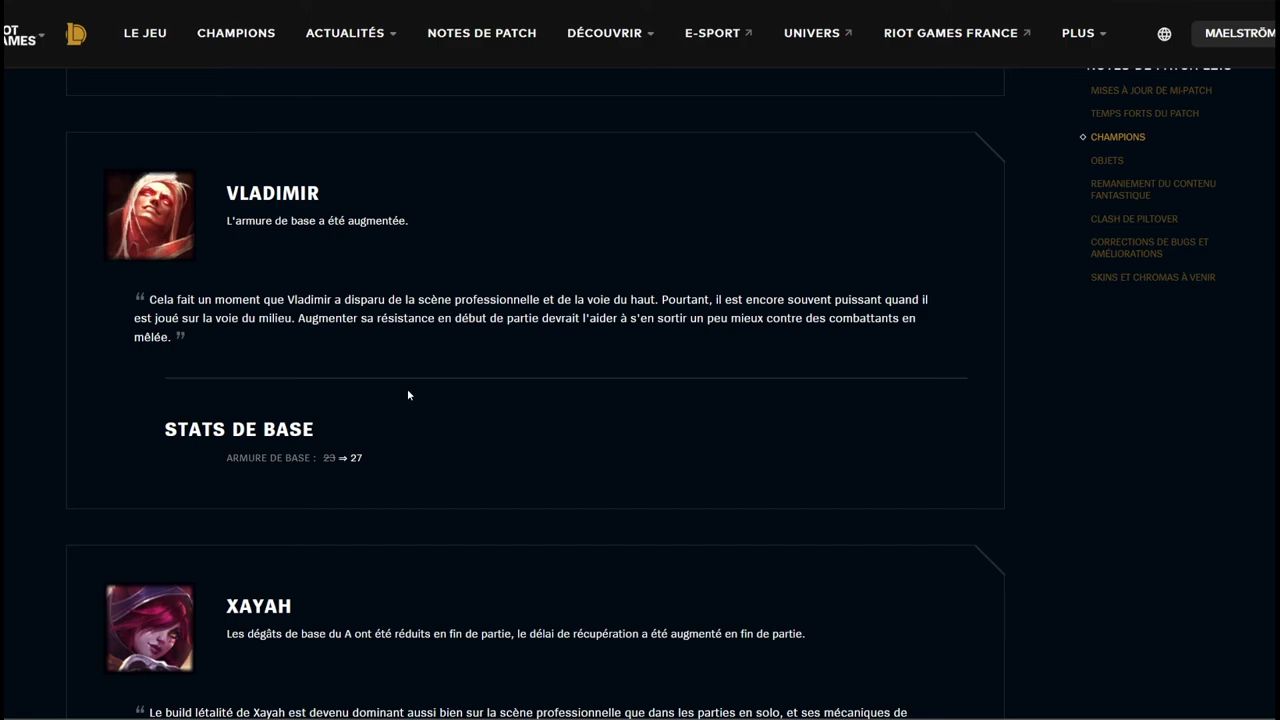 LE JEU CHAMPIONS ACTUALITÉS NOTES DE PATCH DÉCOUVRIR E-SPORT UNIVERS RIOT GAMES FRANCE PLUS MAELSTRÖM
MISES À JOUR DE MI-PATCH
TEMPS FORTS DU PATCH
CHAMPIONS
OBJETS
REMANIEMENT DU CONTENU
FANTASTIQUE
CLASH DE PILTOVER
CORRECTIONS DE BUGS ET
AMÉLIORATIONS
SKINS ET CHROMAS À VENIR
VLADIMIR
L'armure de base a été augmentée.
“ Cela fait un moment que Vladimir a disparu de la scène professionnelle et de la voie du haut. Pourtant, il est encore souvent puissant quand il
est joué sur la voie du milieu. Augmenter sa résistance en début de partie devrait l'aider à s'en sortir un peu mieux contre des combattants en
mêlée. ”
STATS DE BASE
ARMURE DE BASE : 23 ⇒ 27
XAYAH
Les dégâts de base du A ont été réduits en fin de partie, le délai de récupération a été augmenté en fin de partie.
“ Le build létalité de Xayah est devenu dominant aussi bien sur la scène professionnelle que dans les parties en solo, et ses mécaniques de